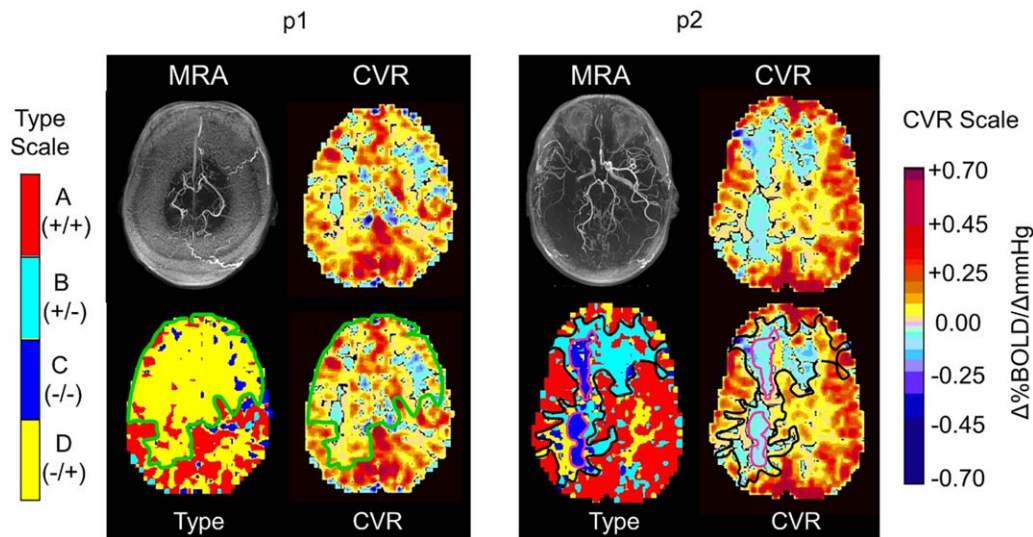 p1
p2
MRA
CVR
MRA
CVR
Type
Scale
A
(+/+)
B
(+/-)
C
(-/-)
D
(-/+)
CVR Scale
+0.70
+0.45
+0.25
0.00
-0.25
-0.45
-0.70
Δ%BOLD/ΔmmHg
Type
CVR
Type
CVR